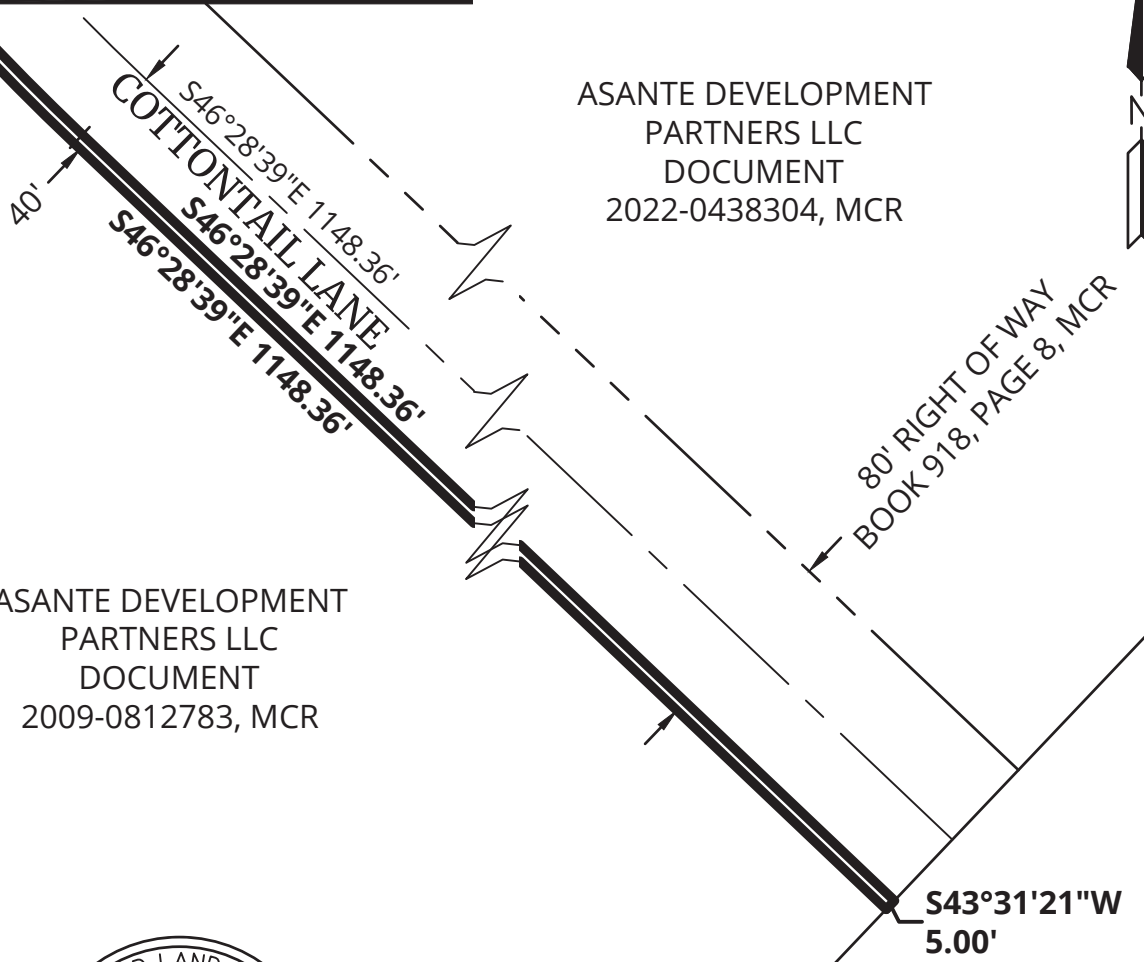 ASANTE DEVELOPMENT
PARTNERS LLC
DOCUMENT
2022-0438304, MCR
S46°28'39"E 1148.36'
COTTONTAIL LANE
S46°28'39"E 1148.36'
S46°28'39"E 1148.36'
40'
80' RIGHT OF WAY
BOOK 918, PAGE 8, MCR
ASANTE DEVELOPMENT
PARTNERS LLC
DOCUMENT
2009-0812783, MCR
S43°31'21"W
5.00'
LAND